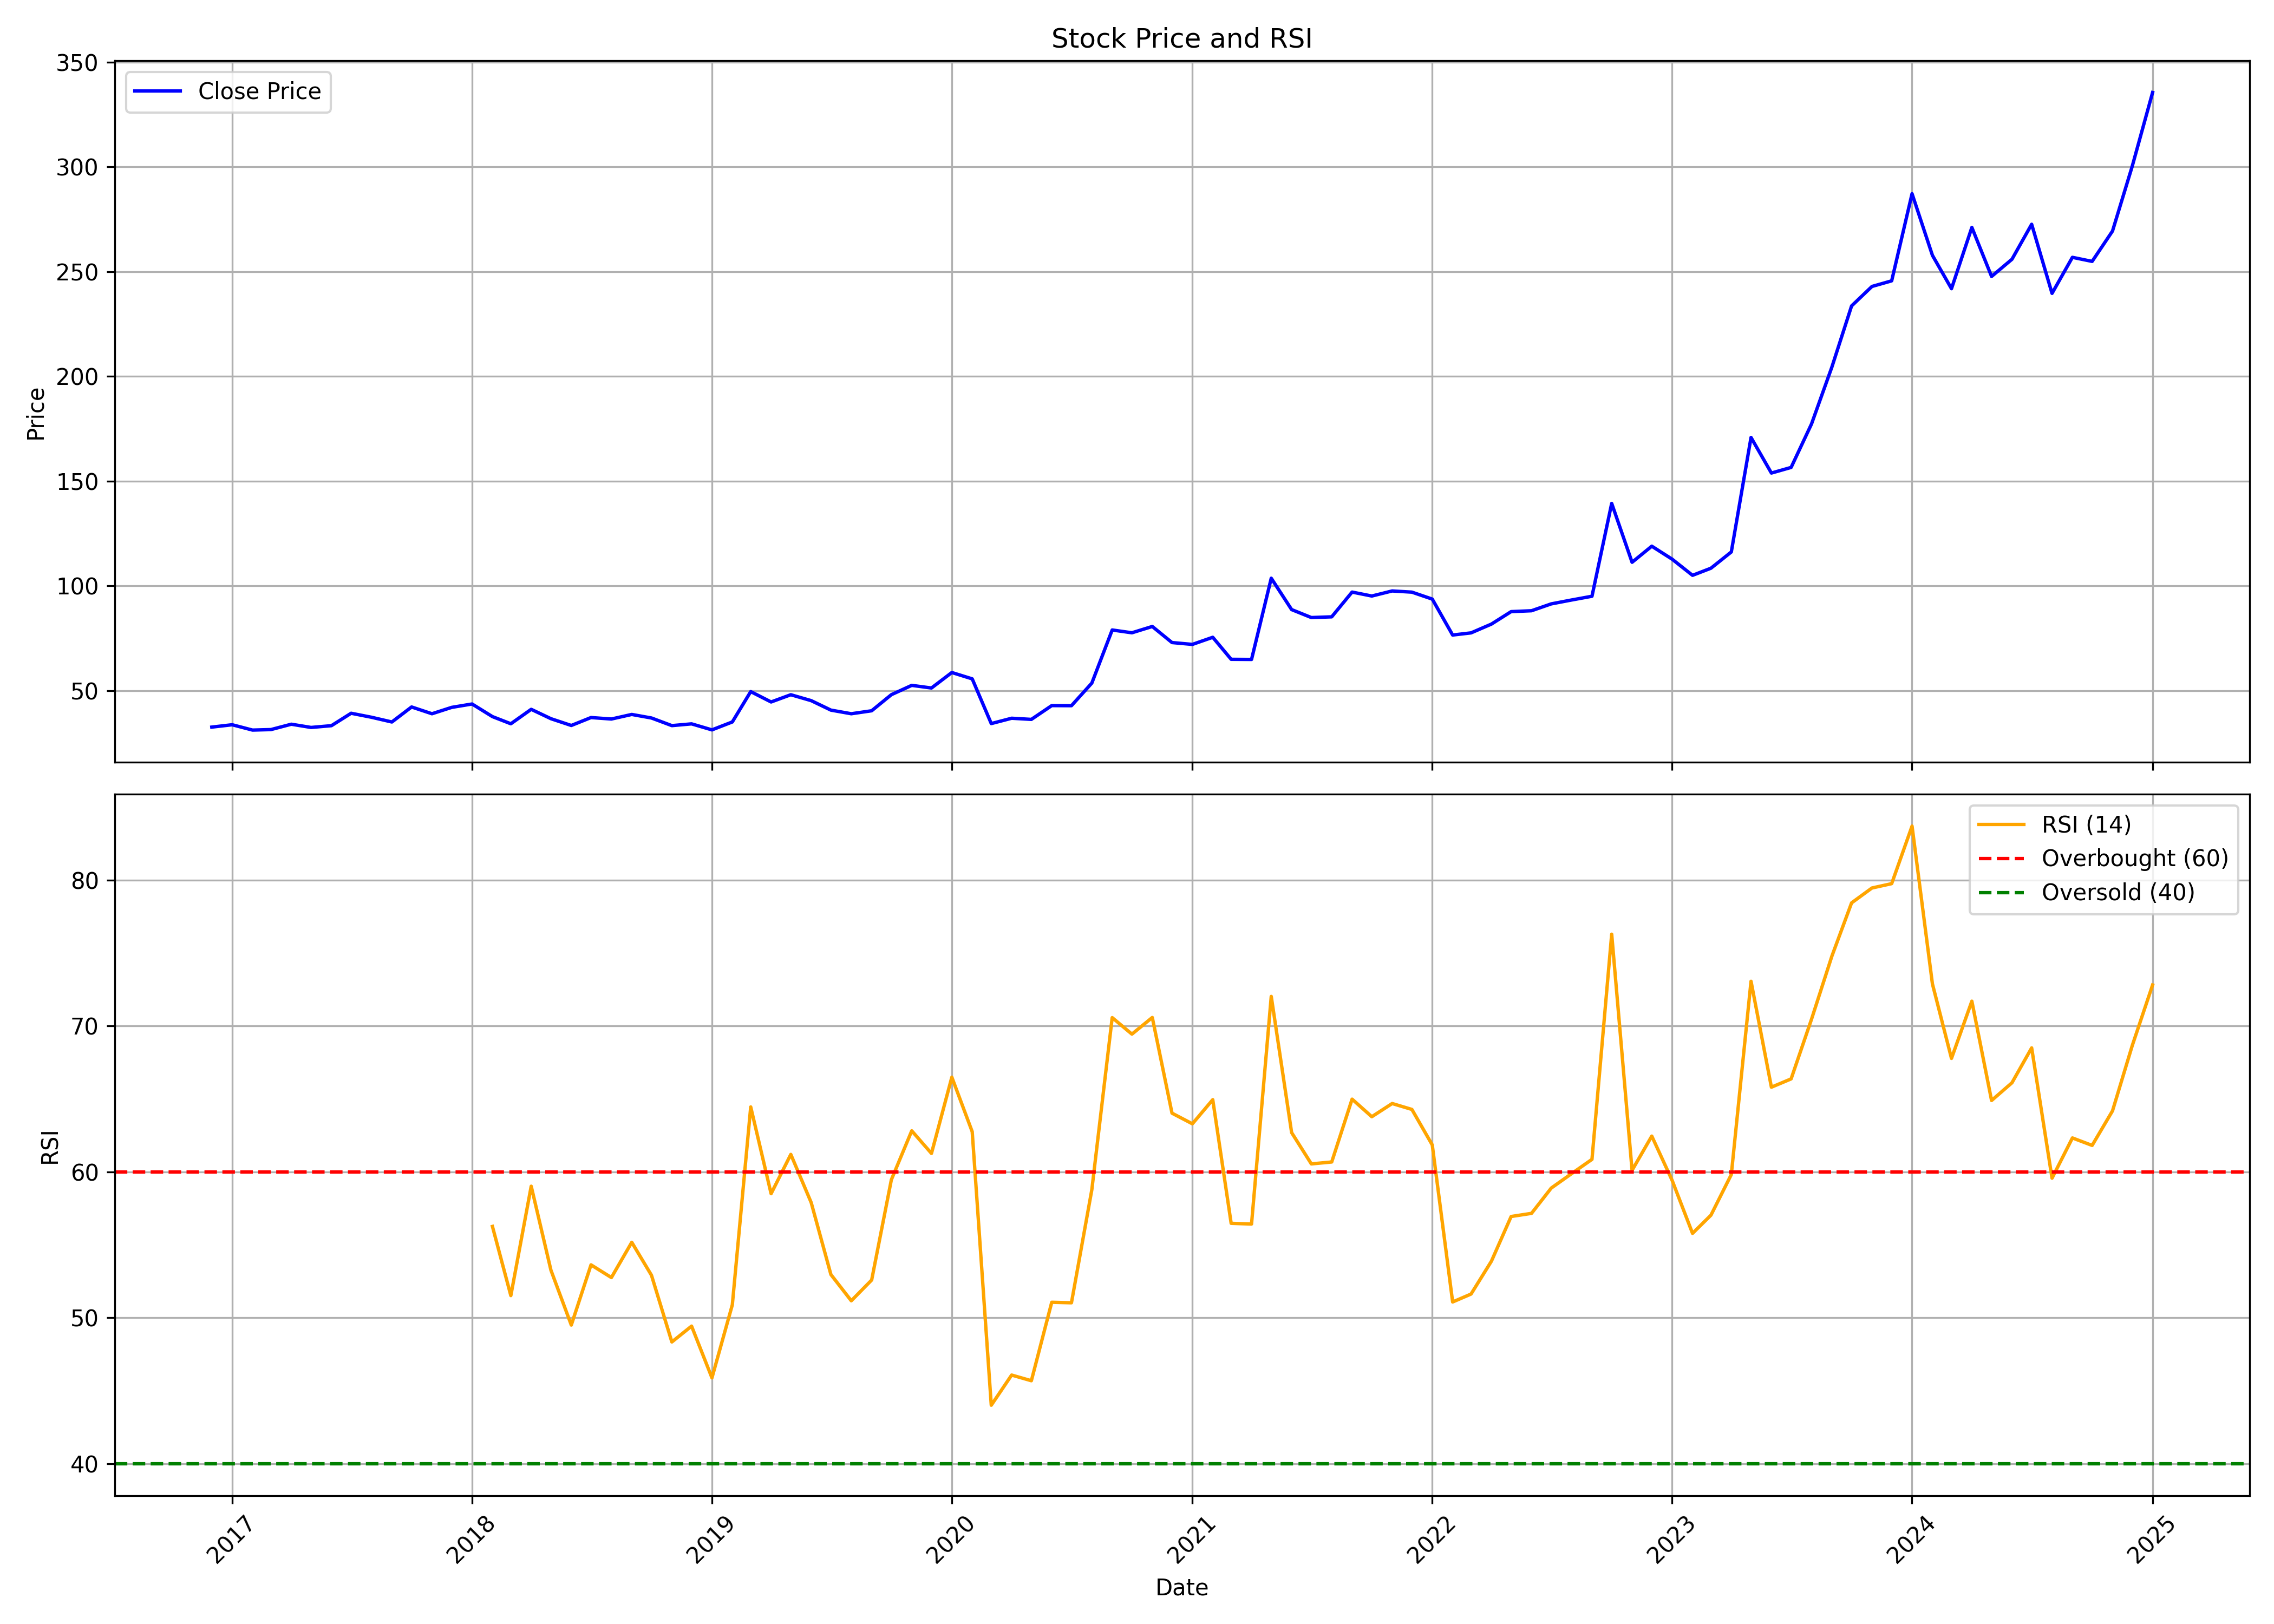 Stock Price and RSI
Close Price
350
300
250
200
150
100
50
Price
RSI (14)
Overbought (60)
Oversold (40)
80
70
60
50
40
RSI
2017
2018
2019
2020
2021
2022
2023
2024
2025
Date